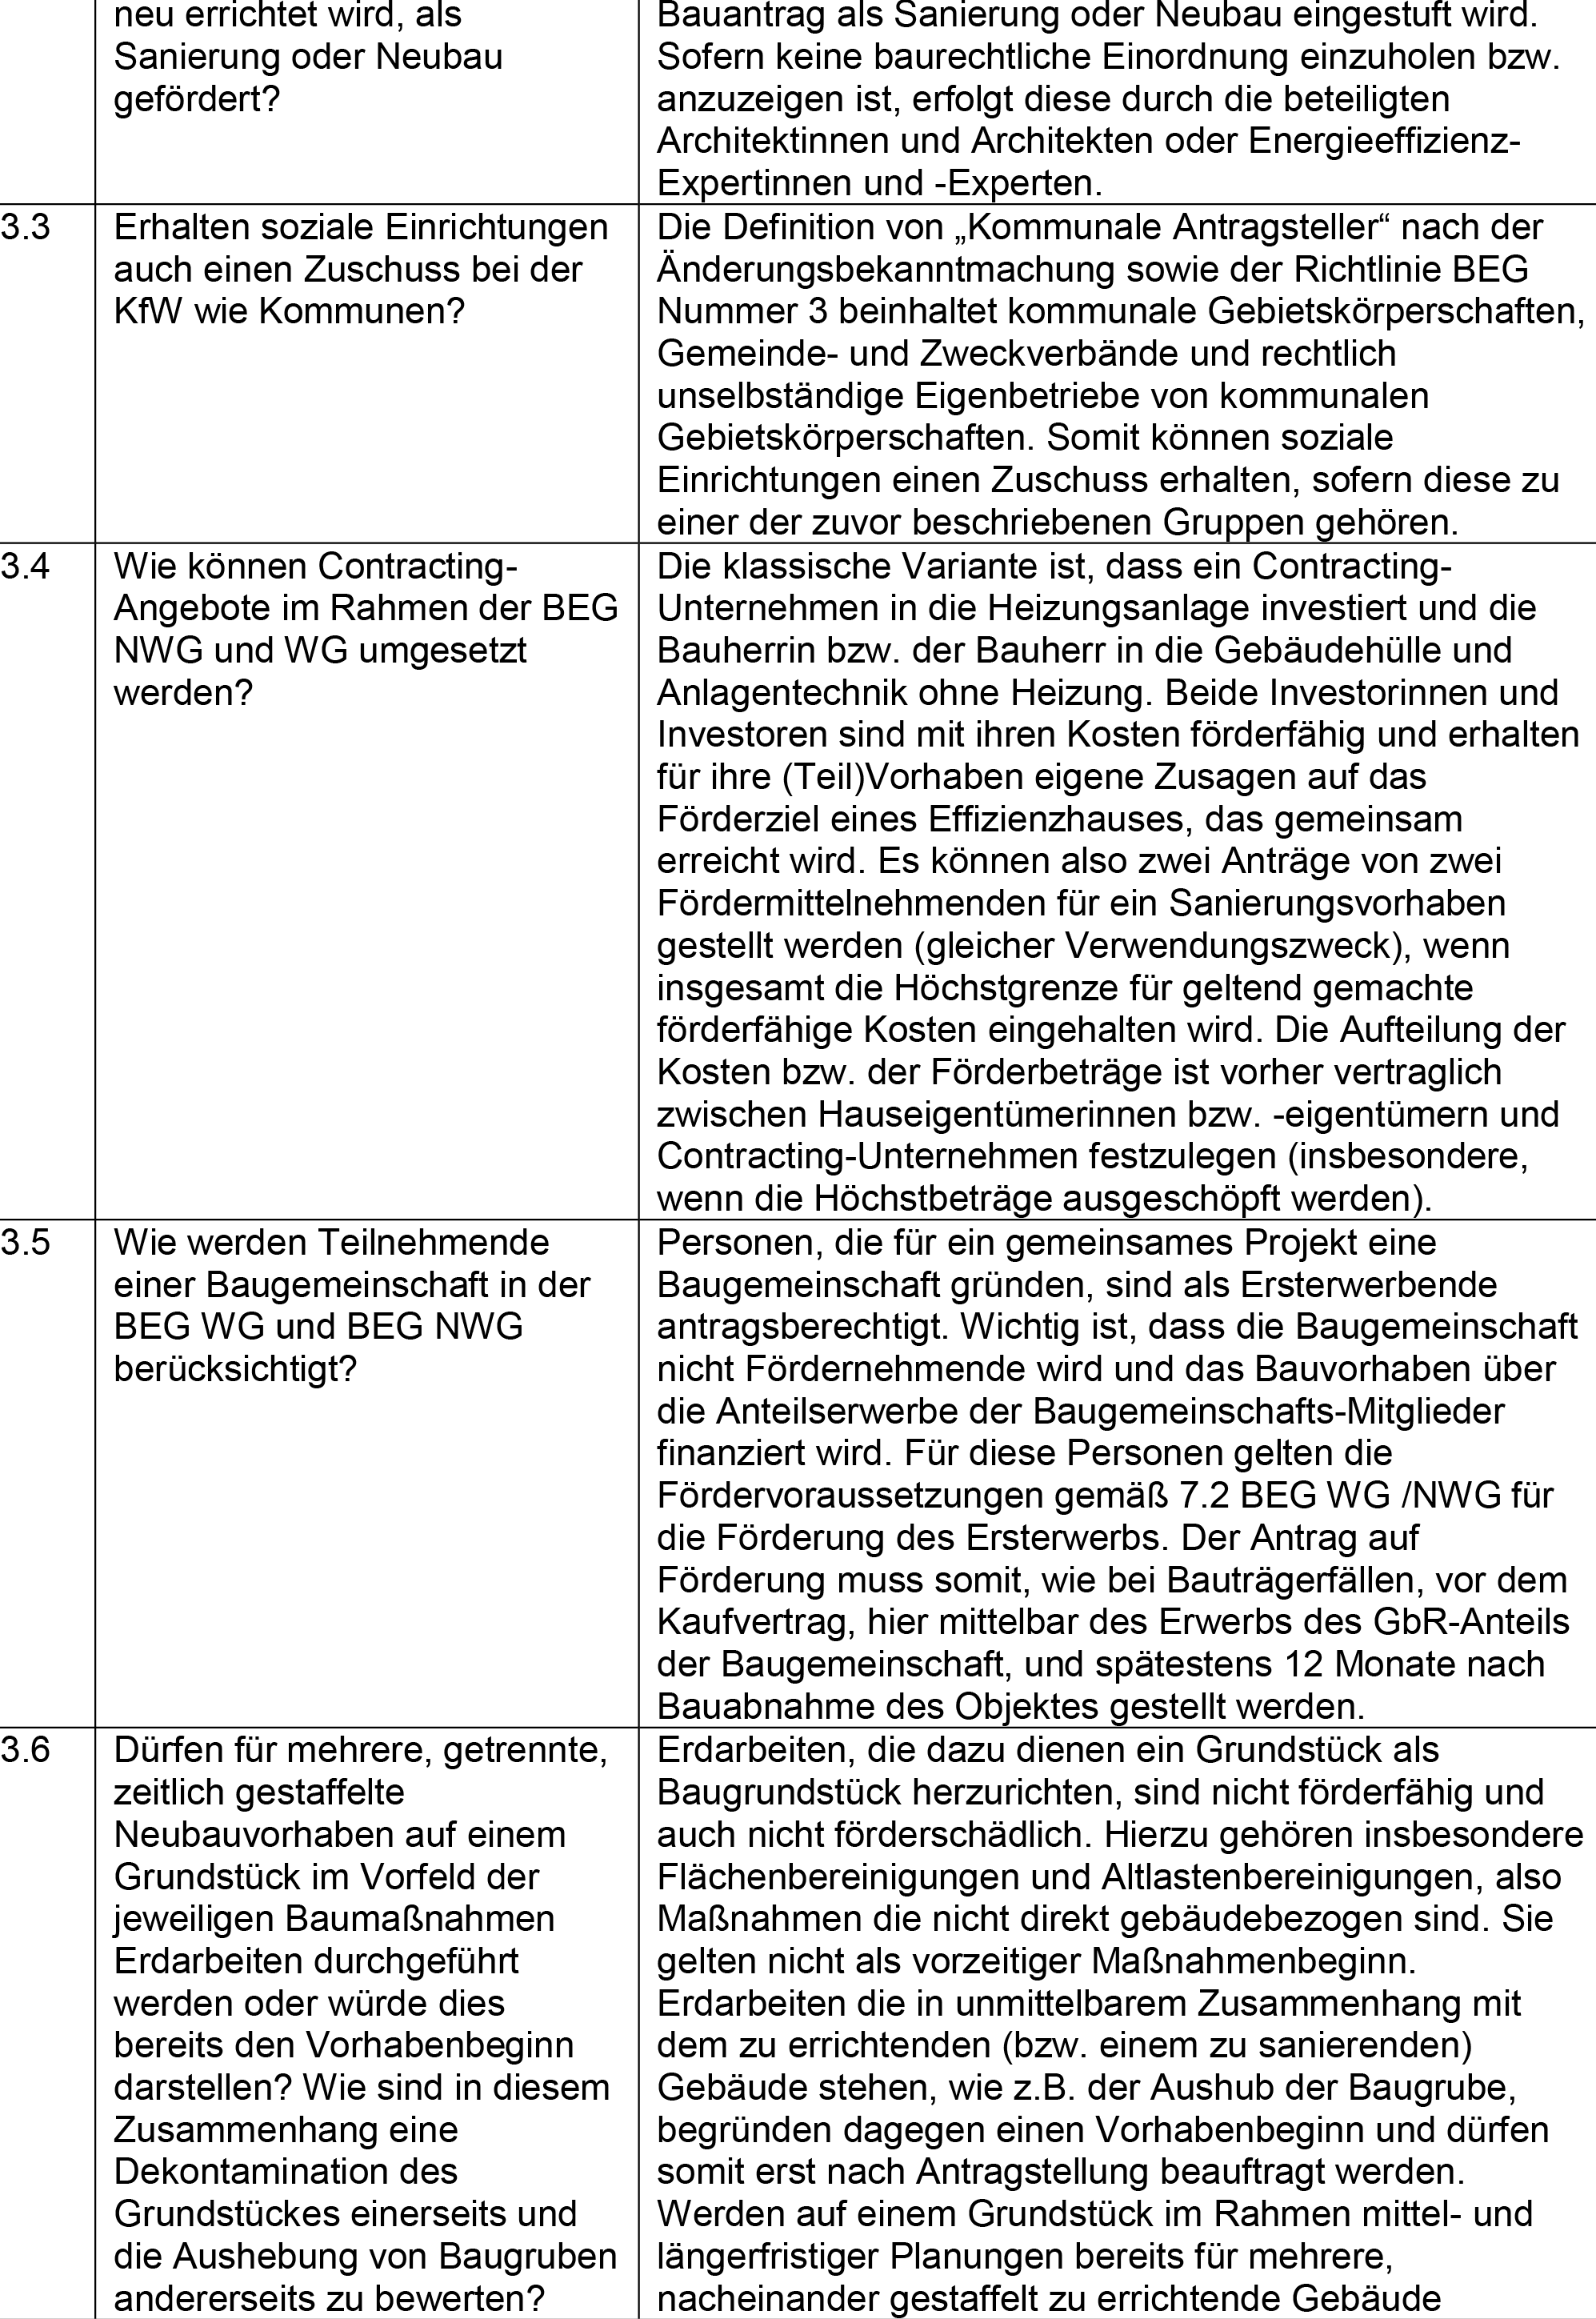 neu errichtet wird, als
Sanierung oder Neubau
gefördert?
Bauantrag als Sanierung oder Neubau eingestuft wird.
Sofern keine baurechtliche Einordnung einzuholen bzw.
anzuzeigen ist, erfolgt diese durch die beteiligten
Architektinnen und Architekten oder Energieeffizienz-
Expertinnen und -Experten.
3.3
Erhalten soziale Einrichtungen
auch einen Zuschuss bei der
KfW wie Kommunen?
Die Definition von „Kommunale Antragsteller“ nach der
Änderungsbekanntmachung sowie der Richtlinie BEG
Nummer 3 beinhaltet kommunale Gebietskörperschaften,
Gemeinde- und Zweckverbände und rechtlich
unselbständige Eigenbetriebe von kommunalen
Gebietskörperschaften. Somit können soziale
Einrichtungen einen Zuschuss erhalten, sofern diese zu
einer der zuvor beschriebenen Gruppen gehören.
3.4
Wie können Contracting-
Angebote im Rahmen der BEG
NWG und WG umgesetzt
werden?
Die klassische Variante ist, dass ein Contracting-
Unternehmen in die Heizungsanlage investiert und die
Bauherrin bzw. der Bauherr in die Gebäudehülle und
Anlagentechnik ohne Heizung. Beide Investorinnen und
Investoren sind mit ihren Kosten förderfähig und erhalten
für ihre (Teil)Vorhaben eigene Zusagen auf das
Förderziel eines Effizienzhauses, das gemeinsam
erreicht wird. Es können also zwei Anträge von zwei
Fördermittelnehmenden für ein Sanierungsvorhaben
gestellt werden (gleicher Verwendungszweck), wenn
insgesamt die Höchstgrenze für geltend gemachte
förderfähige Kosten eingehalten wird. Die Aufteilung der
Kosten bzw. der Förderbeträge ist vorher vertraglich
zwischen Hauseigentümerinnen bzw. -eigentümern und
Contracting-Unternehmen festzulegen (insbesondere,
wenn die Höchstbeträge ausgeschöpft werden).
3.5
Wie werden Teilnehmende
einer Baugemeinschaft in der
BEG WG und BEG NWG
berücksichtigt?
Personen, die für ein gemeinsames Projekt eine
Baugemeinschaft gründen, sind als Ersterwerbende
antragsberechtigt. Wichtig ist, dass die Baugemeinschaft
nicht Fördernehmende wird und das Bauvorhaben über
die Anteilserwerbe der Baugemeinschafts-Mitglieder
finanziert wird. Für diese Personen gelten die
Fördervoraussetzungen gemäß 7.2 BEG WG /NWG für
die Förderung des Ersterwerbs. Der Antrag auf
Förderung muss somit, wie bei Bauträgerfällen, vor dem
Kaufvertrag, hier mittelbar des Erwerbs des GbR-Anteils
der Baugemeinschaft, und spätestens 12 Monate nach
Bauabnahme des Objektes gestellt werden.
3.6
Dürfen für mehrere, getrennte,
zeitlich gestaffelte
Neubauvorhaben auf einem
Grundstück im Vorfeld der
jeweiligen Baumaßnahmen
Erdarbeiten durchgeführt
werden oder würde dies
bereits den Vorhabenbeginn
darstellen? Wie sind in diesem
Zusammenhang eine
Dekontamination des
Grundstückes einerseits und
die Aushebung von Baugruben
andererseits zu bewerten?
Erdarbeiten, die dazu dienen ein Grundstück als
Baugrundstück herzurichten, sind nicht förderfähig und
auch nicht förderschädlich. Hierzu gehören insbesondere
Flächenbereinigungen und Altlastenbereinigungen, also
Maßnahmen die nicht direkt gebäudebezogen sind. Sie
gelten nicht als vorzeitiger Maßnahmenbeginn.
Erdarbeiten die in unmittelbarem Zusammenhang mit
dem zu errichtenden (bzw. einem zu sanierenden)
Gebäude stehen, wie z.B. der Aushub der Baugrube,
begründen dagegen einen Vorhabenbeginn und dürfen
somit erst nach Antragstellung beauftragt werden.
Werden auf einem Grundstück im Rahmen mittel- und
längerfristiger Planungen bereits für mehrere,
nacheinander gestaffelt zu errichtende Gebäude